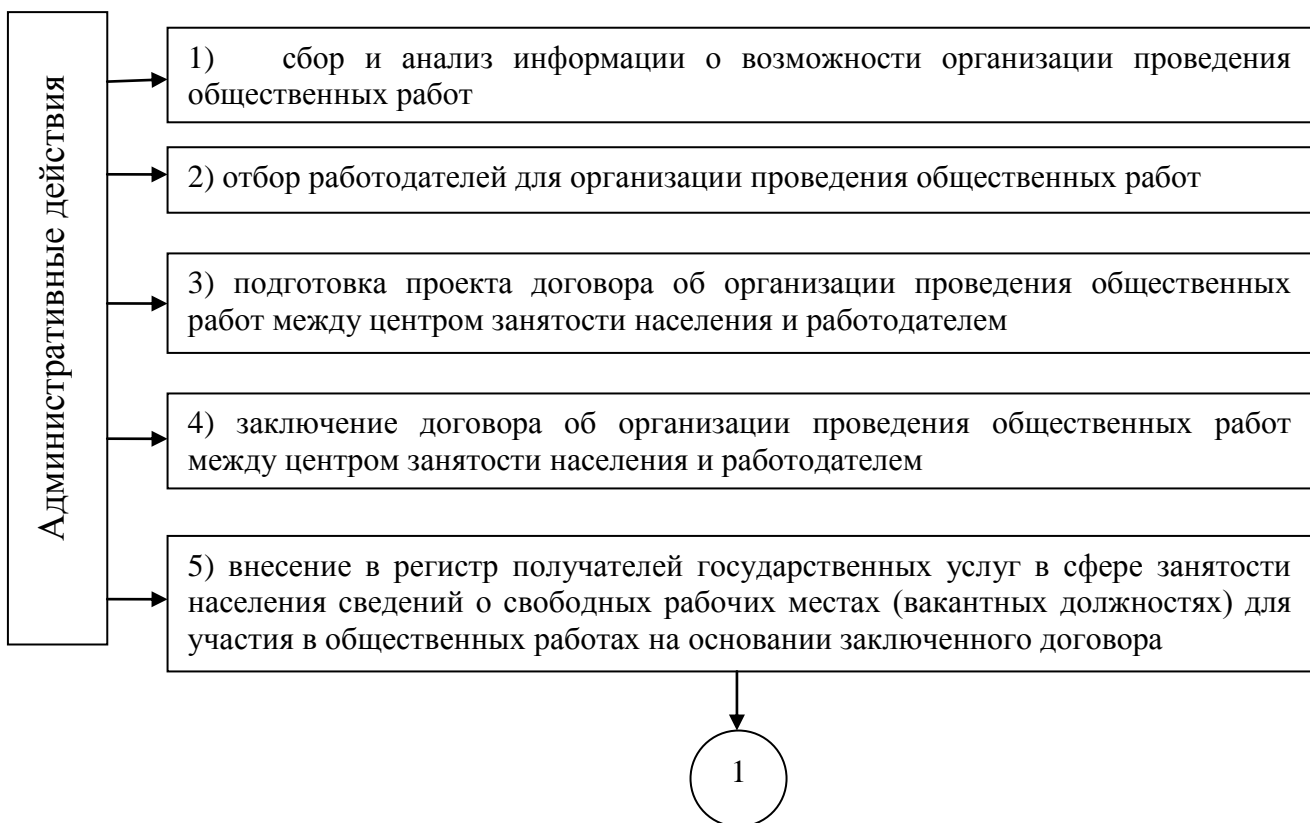 Административные действия
1) сбор и анализ информации о возможности организации проведения
общественных работ
2) отбор работодателей для организации проведения общественных работ
3) подготовка проекта договора об организации проведения общественных
работ между центром занятости населения и работодателем
4) заключение договора об организации проведения общественных работ
между центром занятости населения и работодателем
5) внесение в регистр получателей государственных услуг в сфере занятости
населения сведений о свободных рабочих местах (вакантных должностях) для
участия в общественных работах на основании заключенного договора
1